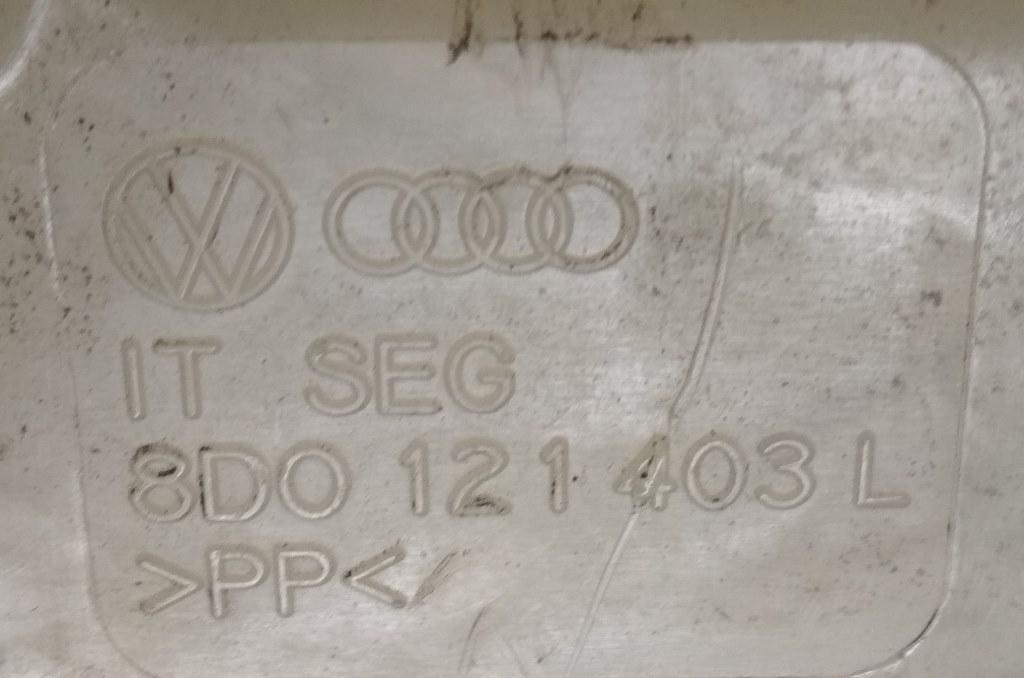 IT SEG
8D0 121 403 L
>PP<